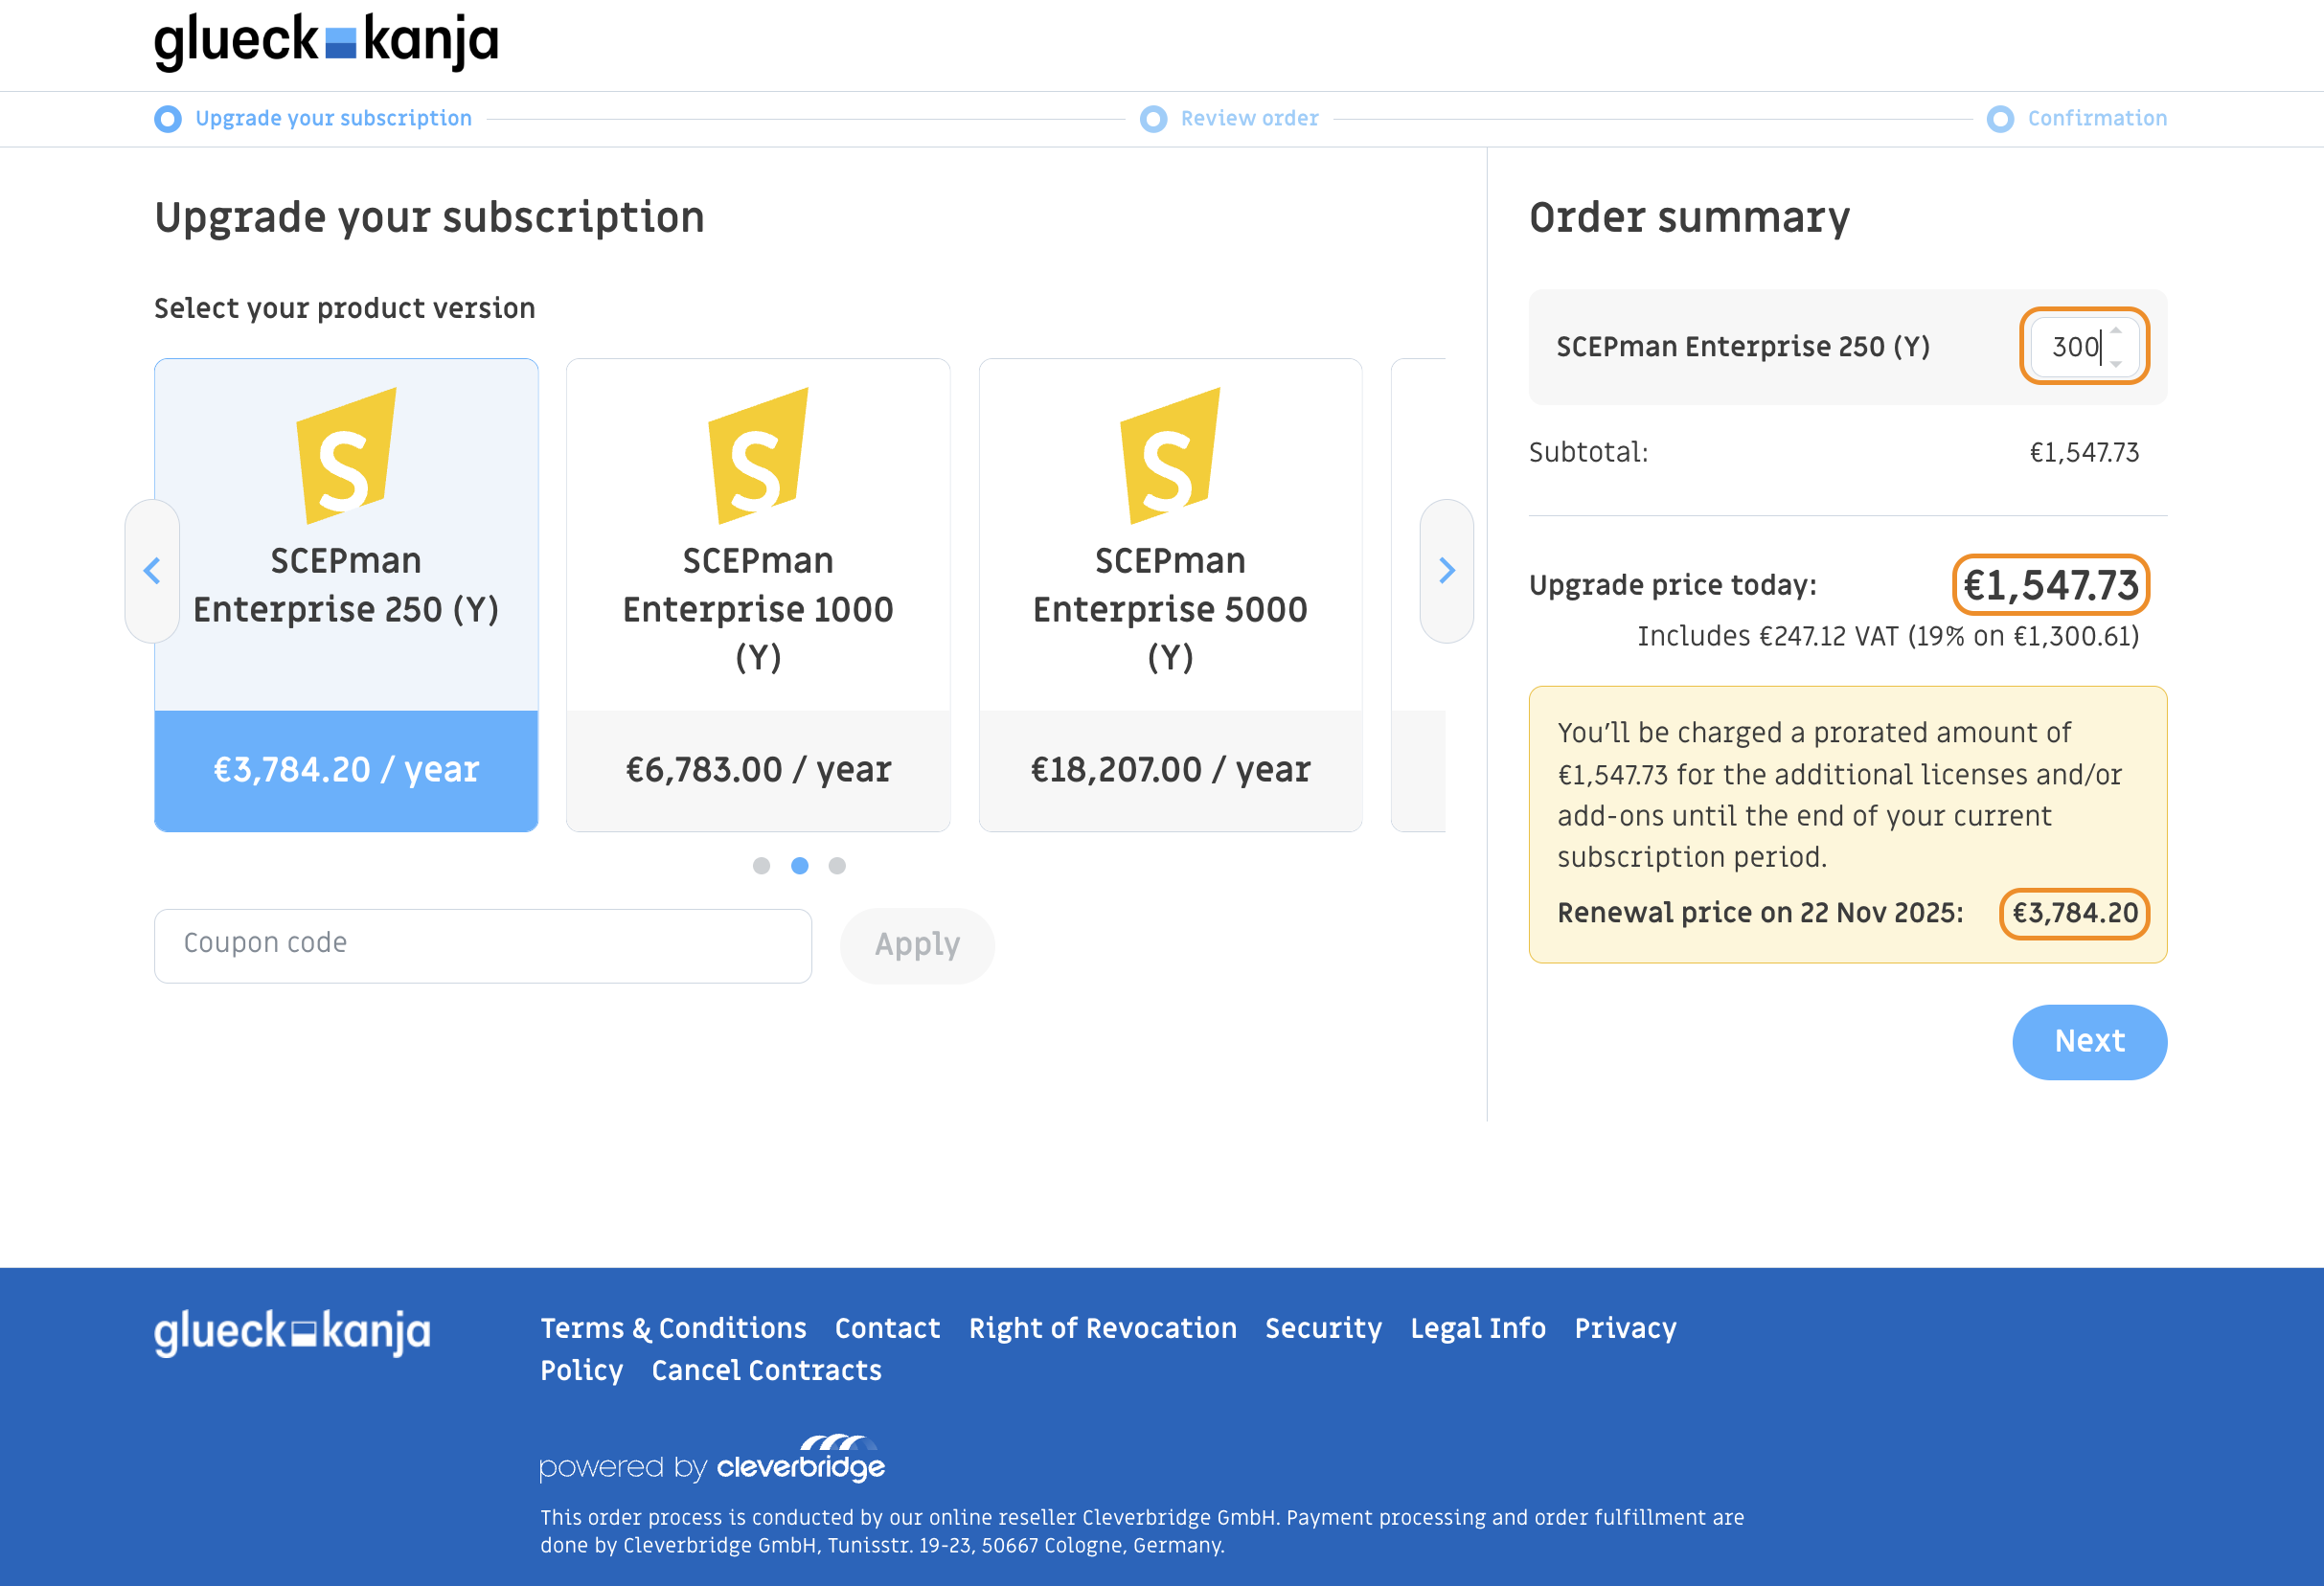 glueck kanja
Upgrade your subscription
Review order
Confirmation
Upgrade your subscription
Select your product version
S
SCEPman
Enterprise 250 (Y)
€3,784.20 / year
S
SCEPman
Enterprise 1000
(Y)
€6,783.00 / year
S
SCEPman
Enterprise 5000
(Y)
€18,207.00 / year
Coupon code
Apply
Order summary
SCEPman Enterprise 250 (Y)
300
Subtotal:
€1,547.73
Upgrade price today:
€1,547.73
Includes €247.12 VAT (19% on €1,300.61)
You'll be charged a prorated amount of
€1,547.73 for the additional licenses and/or
add-ons until the end of your current
subscription period.
Renewal price on 22 Nov 2025:
€3,784.20
Next
glueck kanja
Terms & Conditions Contact Right of Revocation Security Legal Info Privacy
Policy Cancel Contracts
powered by cleverbridge
This order process is conducted by our online reseller Cleverbridge GmbH. Payment processing and order fulfillment are
done by Cleverbridge GmbH, Tunisstr. 19-23, 50667 Cologne, Germany.